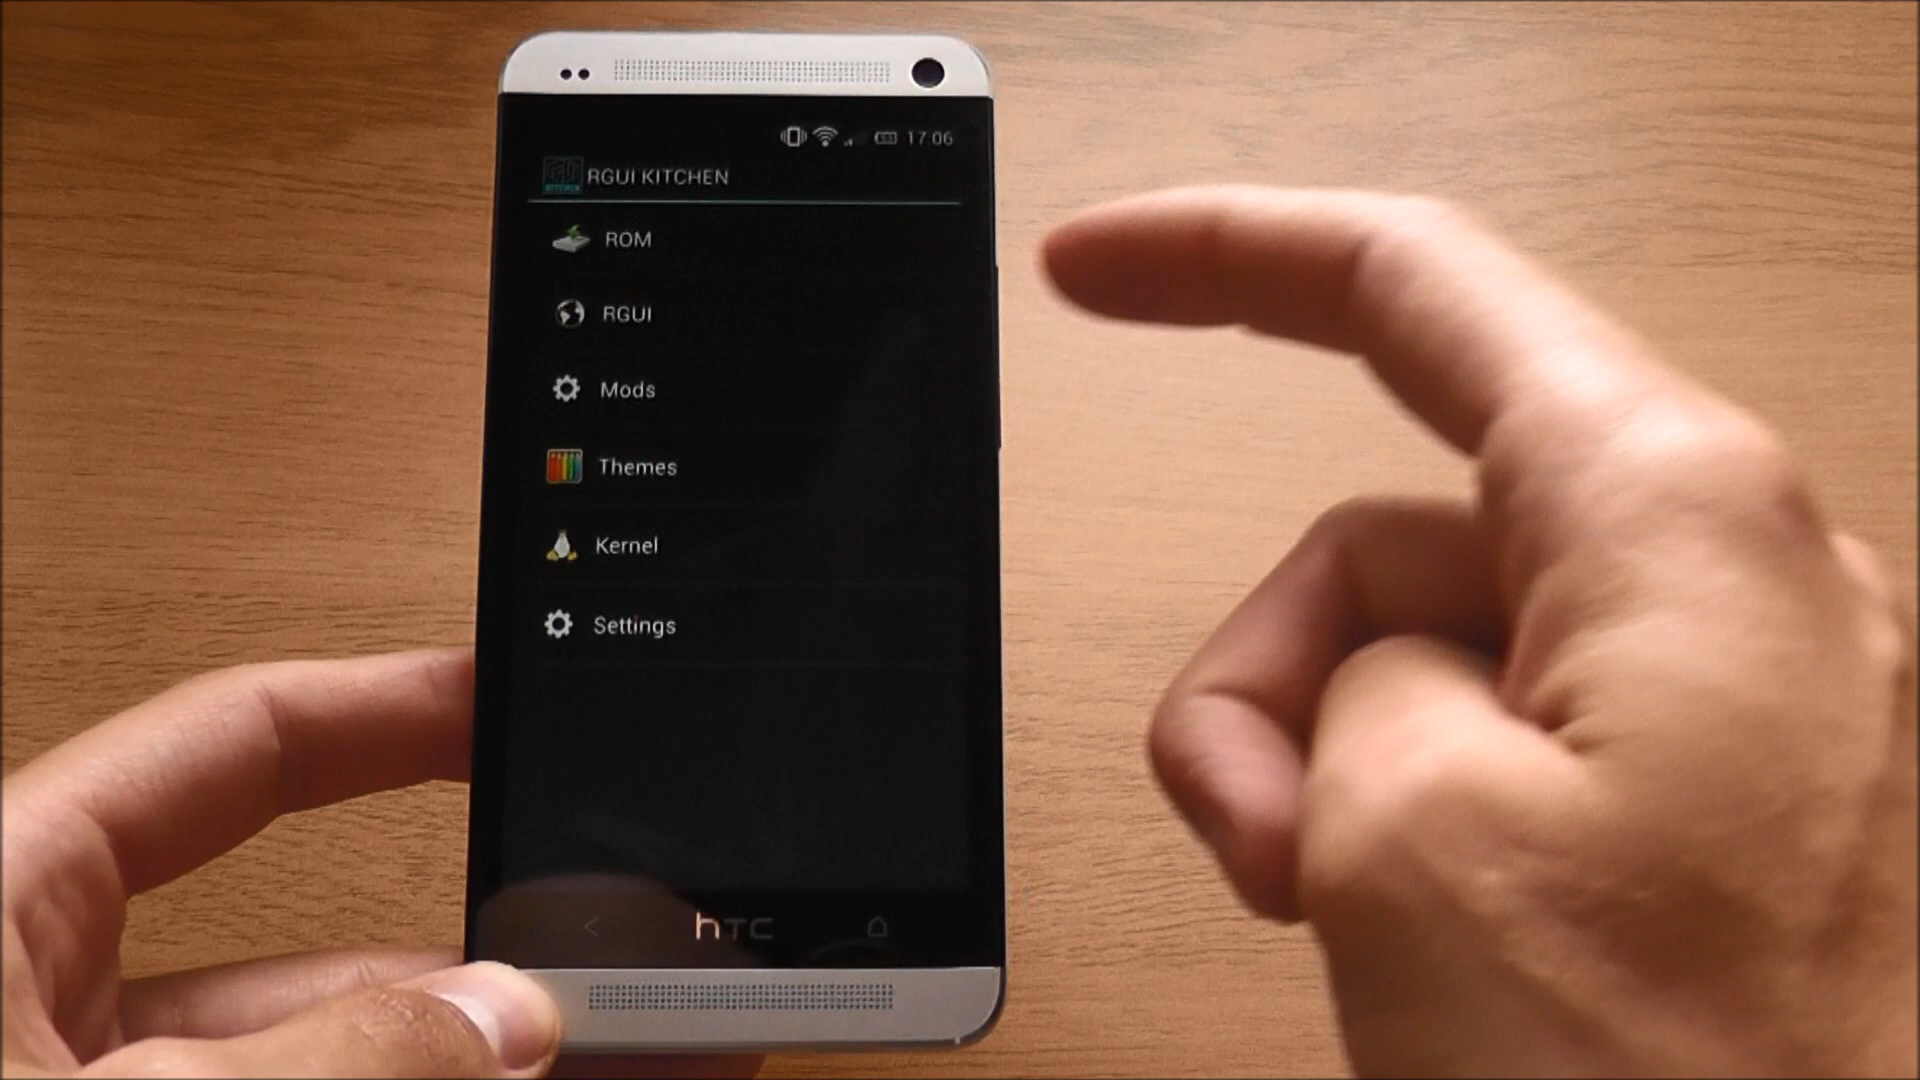 17:06
RGUI KITCHEN
ROM
RGUI
Mods
Themes
Kernel
Settings
hTC